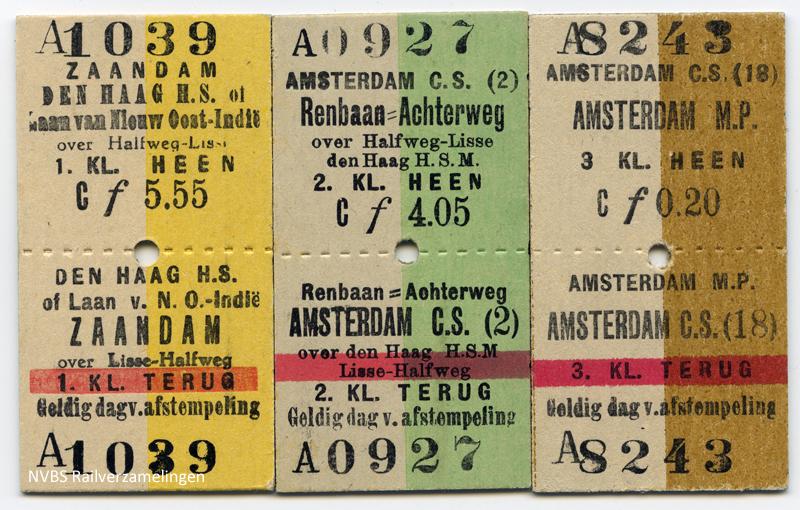 A1039
ZAANDAM
DEN HAAG H.S. of
Laan van Nieuw Oost-Indië
over Halfweg-Lisse
1. KL. HEEN
C f 5.55
DEN HAAG H.S.
of Laan v. N. O.-Indië
ZAANDAM
over Lisse-Halfweg
1. KL. TERUG
Geldig dag v. afstempeling
A1039
A0927
AMSTERDAM C.S. (2)
Renbaan=Achterweg
over Halfweg-Lisse
den Haag H.S.M.
2. KL. HEEN
C f 4.05
Renbaan=Achterweg
AMSTERDAM C.S. (2)
over den Haag H.S.M
Lisse-Halfweg
2. KL. TERUG
Geldig dag v. afstempeling
A0927
A8243
AMSTERDAM C.S. (18)
AMSTERDAM M.P.
3 KL. HEEN
C f 0.20
AMSTERDAM M.P.
AMSTERDAM C.S. (18)
3. KL. TERUG
Geldig dag v. afstempeling
A8243
NVBS Railverzamelingen